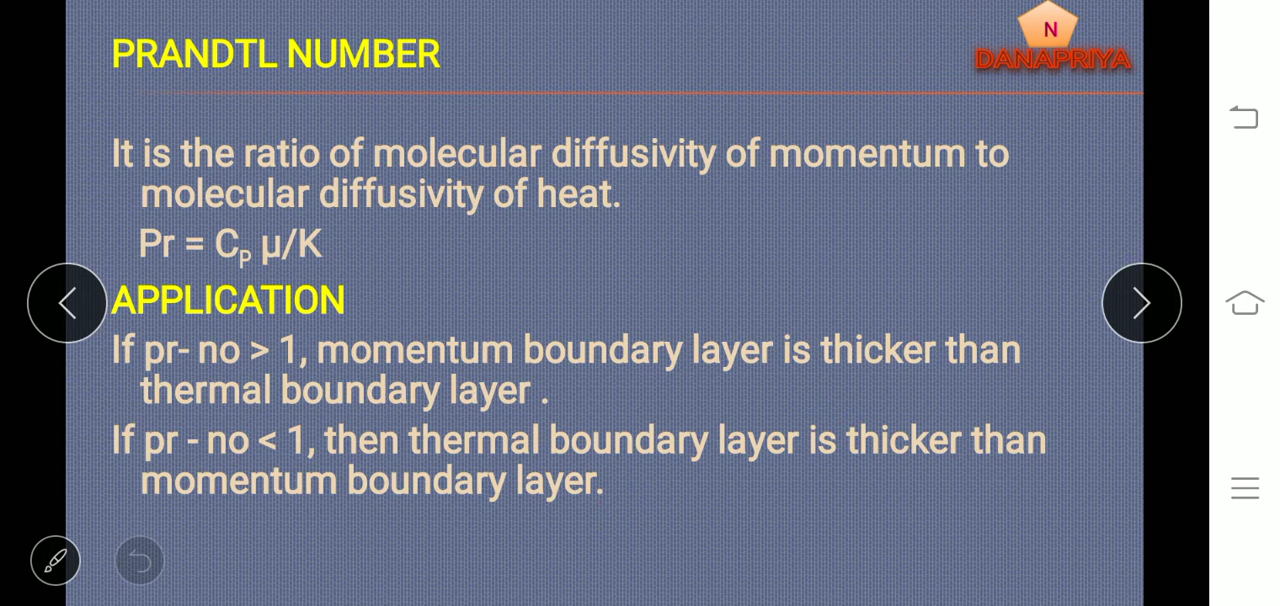 N
PRANDTL NUMBER
DANAPRIYA
It is the ratio of molecular diffusivity of momentum to
molecular diffusivity of heat.
Pr = CP μ/K
APPLICATION
If pr- no > 1, momentum boundary layer is thicker than
thermal boundary layer .
If pr - no < 1, then thermal boundary layer is thicker than
momentum boundary layer.